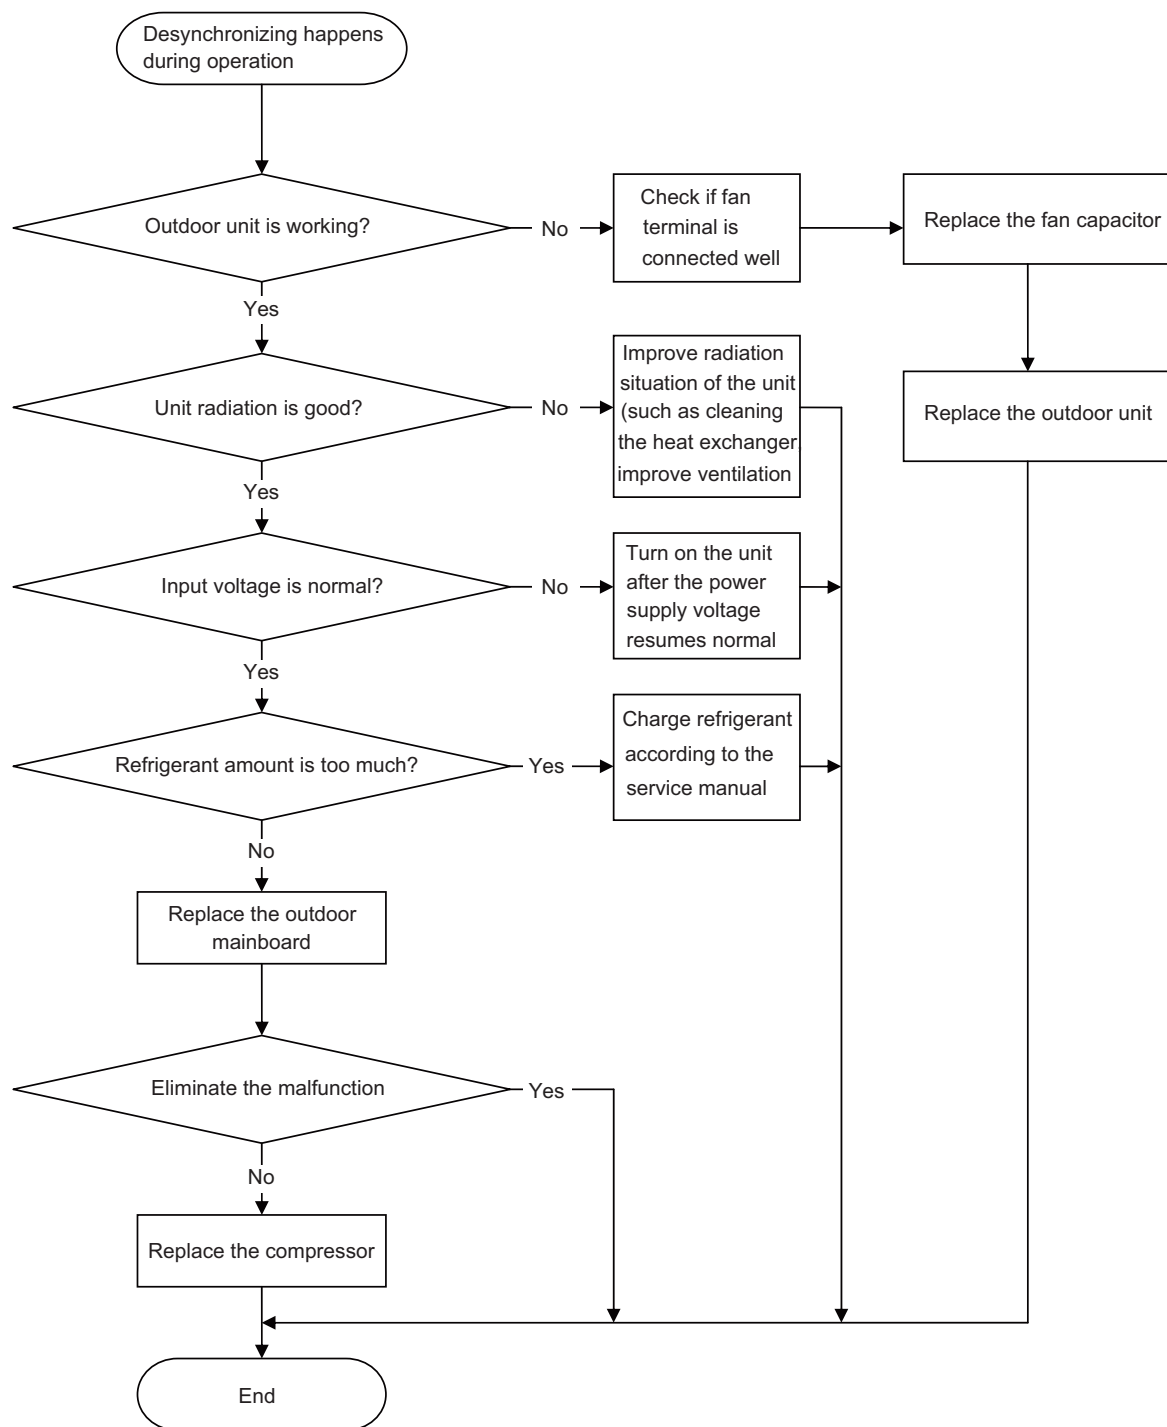 Desynchronizing happens
during operation
Outdoor unit is working?
No
Check if fan
terminal is
connected well
Replace the fan capacitor
Yes
Improve radiation
situation of the unit
(such as cleaning
the heat exchanger,
improve ventilation
Unit radiation is good?
No
Replace the outdoor unit
Yes
Input voltage is normal?
No
Turn on the unit
after the power
supply voltage
resumes normal
Yes
Refrigerant amount is too much?
Yes
Charge refrigerant
according to the
service manual
No
Replace the outdoor
mainboard
Eliminate the malfunction
Yes
No
Replace the compressor
End